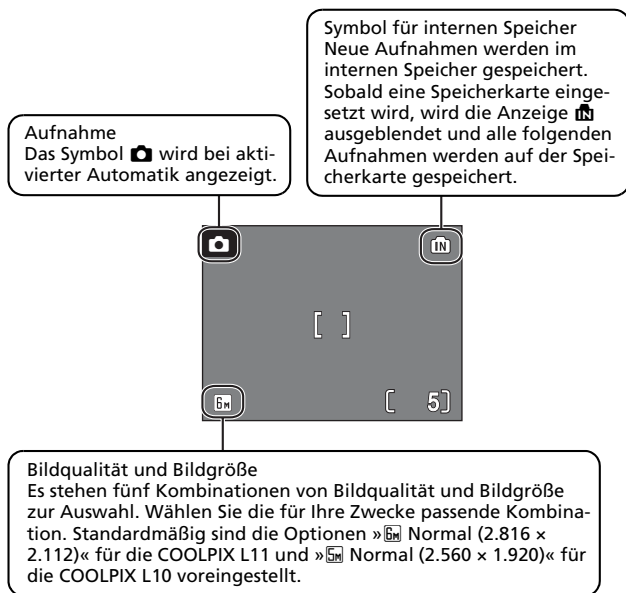 Symbol für internen Speicher
Neue Aufnahmen werden im
internen Speicher gespeichert.
Sobald eine Speicherkarte einge-
setzt wird, wird die Anzeige IN
ausgeblendet und alle folgenden
Aufnahmen werden auf der Spei-
cherkarte gespeichert.
Aufnahme
Das Symbol wird bei akti-
vierter Automatik angezeigt.
IN
[ ]
6M
[ 5]
Bildqualität und Bildgröße
Es stehen fünf Kombinationen von Bildqualität und Bildgröße
zur Auswahl. Wählen Sie die für Ihre Zwecke passende Kombina-
tion. Standardmäßig sind die Optionen »6M Normal (2.816 ×
2.112)« für die COOLPIX L11 und »5M Normal (2.560 × 1.920)« für
die COOLPIX L10 voreingestellt.